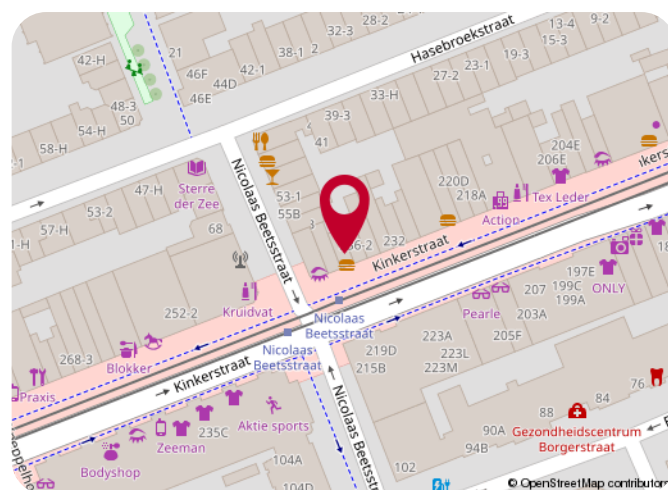 28-2
9-2
13-4
32-3
15-3
Hasebroekstraat
21
38-1
2
19-3
42-H
46F
42-1
23-1
44D
27-2
46E
33-H
48-3
50
39-3
54-H
41
204E
58-H
206E
Nicolaas Beetsstraat
Sterre
der Zee
47-H
53-1
220D
218A
Tex Leder
53-2
55B
Action
57-H
68
3
232
Kinkerstraat
197E
199C
199A
ONLY
207
Kruidvat
Pearle
203A
252-2
Nicolaas
Beetsstraat
223A
205F
Nicolaas
Beetsstraat
219D
223L
268-3
Blokker
215B
223M
Kinkerstraat
Praxis
76
84
88
Nicolaas Beetsstraat
Aktie sports
235C
Zeeman
90A
Gezondheidscentrum
Borgerstraat
94B
Bodyshop
104A
102
© OpenStreetMap contributor